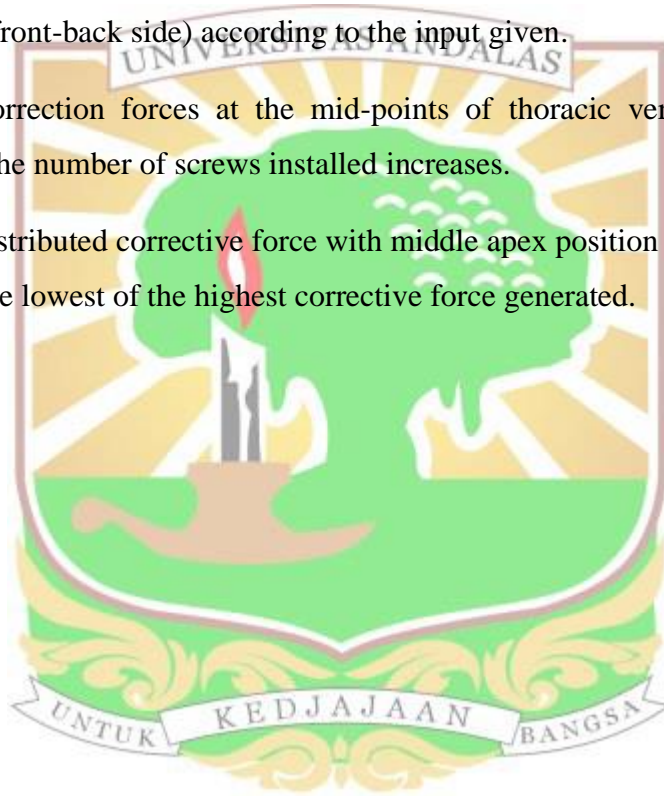 front-back side) according to the input given.
UNIVERSITAS ANDALAS
orrection forces at the mid-points of thoracic ver
he number of screws installed increases.
stributed corrective force with middle apex position
e lowest of the highest corrective force generated.
UNTUK KEDJAJAAN BANGSA